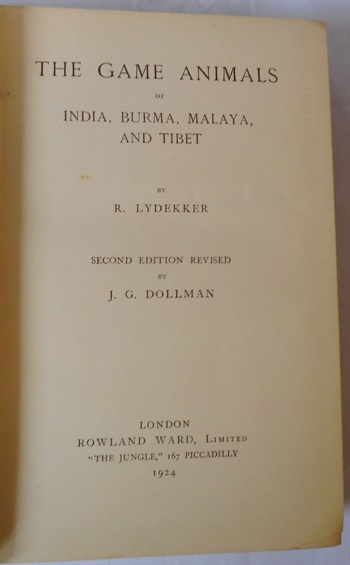 THE GAME ANIMALS
OF
INDIA, BURMA, MALAYA,
AND TIBET
BY
R. LYDEKKER
SECOND EDITION REVISED
BY
J. G. DOLLMAN
LONDON
ROWLAND WARD, LIMITED
"THE JUNGLE," 167 PICCADILLY
1924